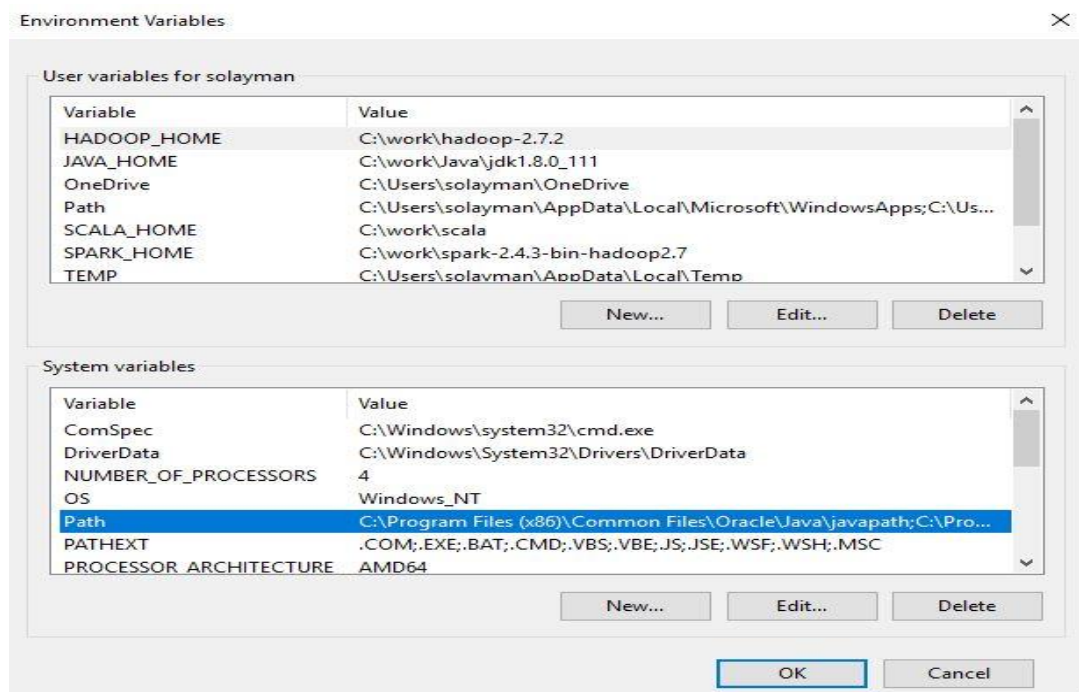 Environment Variables
User variables for solayman
Variable Value
HADOOP_HOME C:\work\hadoop-2.7.2
JAVA_HOME C:\work\Java\jdk1.8.0_111
OneDrive C:\Users\solayman\OneDrive
Path C:\Users\solayman\AppData\Local\Microsoft\WindowsApps;C:\Us...
SCALA_HOME C:\work\scala
SPARK_HOME C:\work\spark-2.4.3-bin-hadoop2.7
TEMP C:\Users\solayman\AppData\Local\Temp
New... Edit... Delete
System variables
Variable Value
ComSpec C:\Windows\system32\cmd.exe
DriverData C:\Windows\System32\Drivers\DriverData
NUMBER_OF_PROCESSORS 4
OS Windows_NT
Path C:\Program Files (x86)\Common Files\Oracle\Java\javapath;C:\Pro...
PATHEXT .COM;.EXE;.BAT;.CMD;.VBS;.VBE;.JS;.JSE;.WSF;.WSH;.MSC
PROCESSOR_ARCHITECTURE AMD64
New... Edit... Delete
OK Cancel